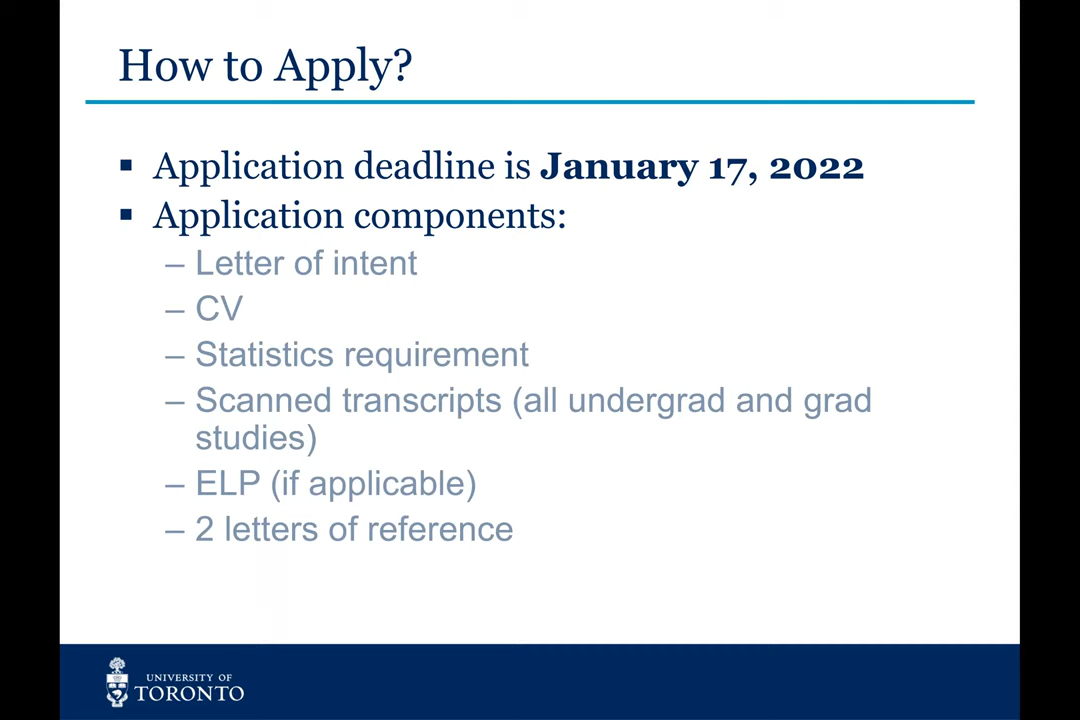 How to Apply?
▪ Application deadline is January 17, 2022
▪ Application components:
– Letter of intent
– CV
– Statistics requirement
– Scanned transcripts (all undergrad and grad
studies)
– ELP (if applicable)
– 2 letters of reference
UNIVERSITY OF
TORONTO